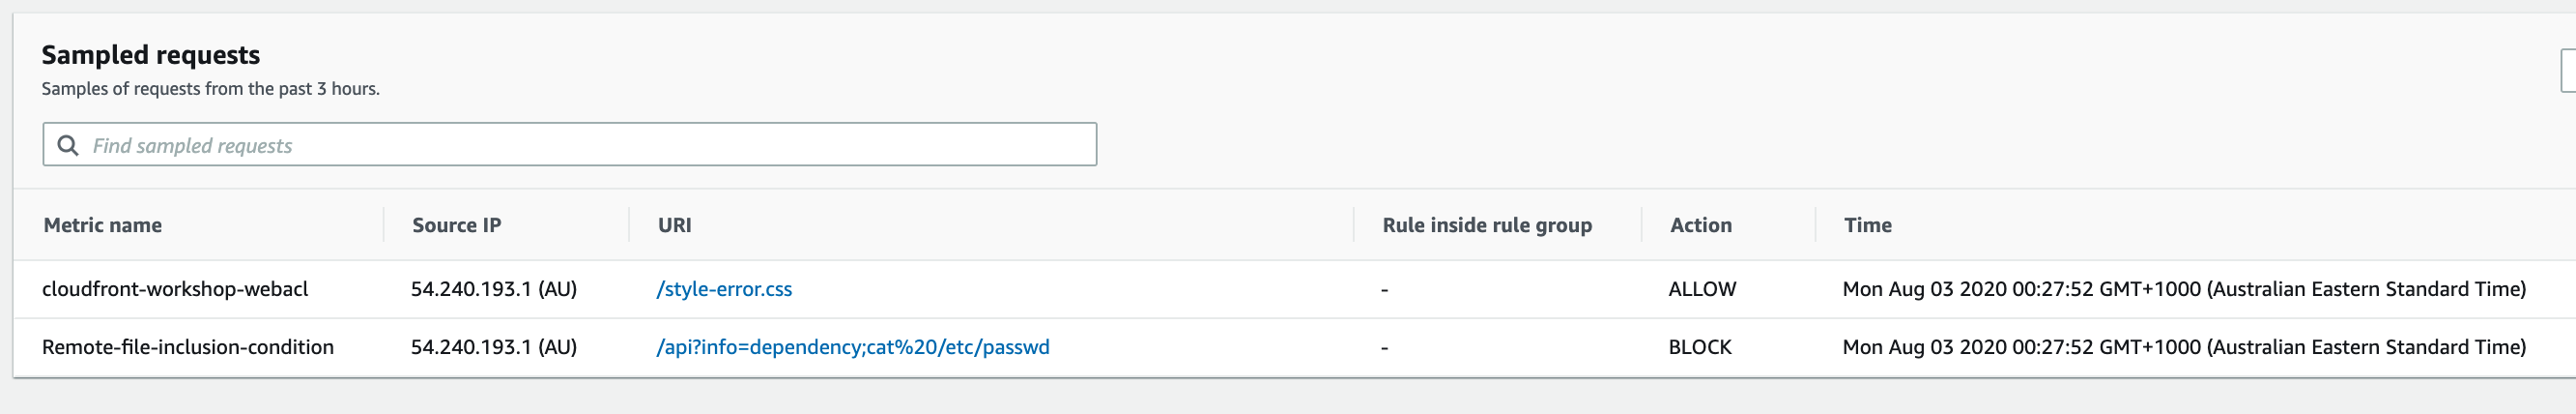 Sampled requests
Samples of requests from the past 3 hours.
Find sampled requests
Metric name Source IP URI Rule inside rule group Action Time
cloudfront-workshop-webacl 54.240.193.1 (AU) /style-error.css - ALLOW Mon Aug 03 2020 00:27:52 GMT+1000 (Australian Eastern Standard Time)
Remote-file-inclusion-condition 54.240.193.1 (AU) /api?info=dependency;cat%20/etc/passwd - BLOCK Mon Aug 03 2020 00:27:52 GMT+1000 (Australian Eastern Standard Time)